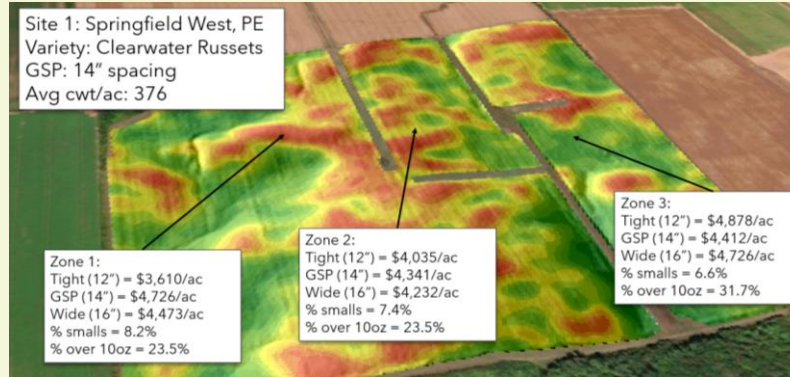 Site 1: Springfield West, PE
Variety: Clearwater Russets
GSP: 14” spacing
Avg cwt/ac: 376
Zone 1:
Tight (12”) = $3,610/ac
GSP (14”) = $4,726/ac
Wide (16”) = $4,473/ac
% smalls = 8.2%
% over 10oz = 23.5%
Zone 2:
Tight (12”) = $4,035/ac
GSP (14”) = $4,341/ac
Wide (16”) = $4,232/ac
% smalls = 7.4%
% over 10oz = 23.5%
Zone 3:
Tight (12”) = $4,878/ac
GSP (14”) = $4,412/ac
Wide (16”) = $4,726/ac
% smalls = 6.6%
% over 10oz = 31.7%